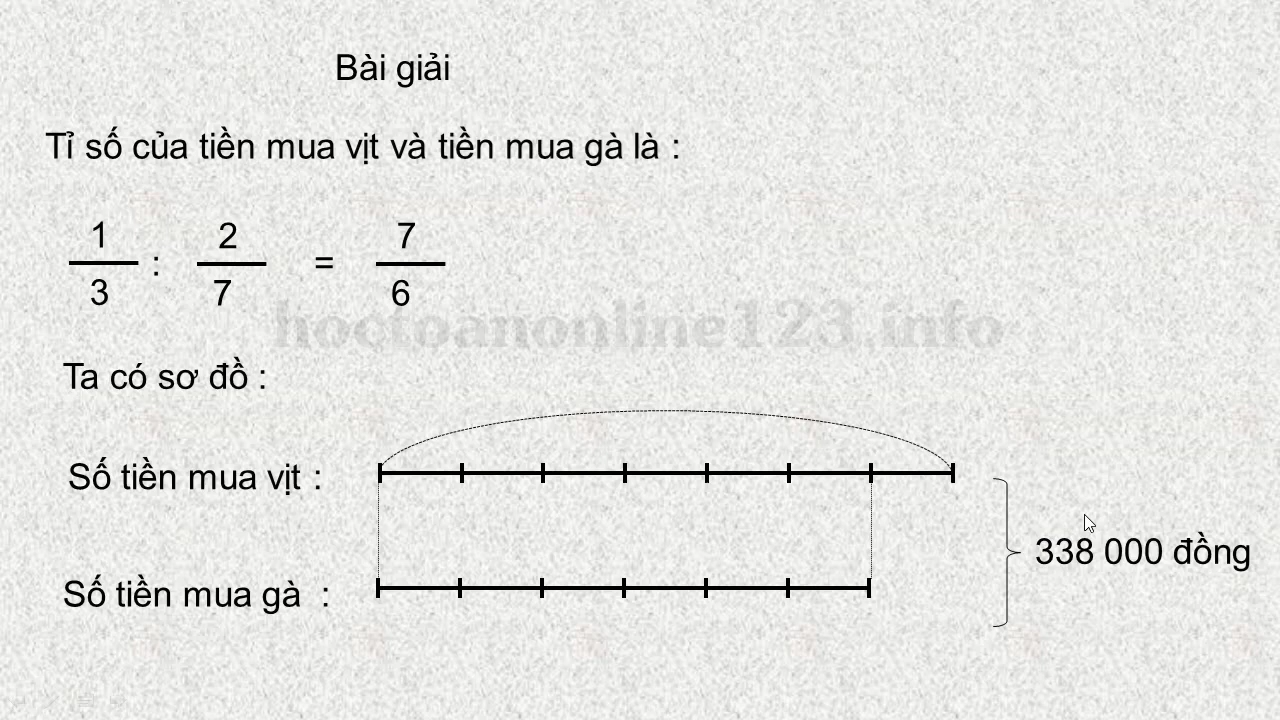 Bài giải
Tỉ số của tiền mua vịt và tiền mua gà là :
1 2 7
: =
3 7 6
hoctoanonline123.info
Ta có sơ đồ :
Số tiền mua vịt :
338 000 đồng
Số tiền mua gà :